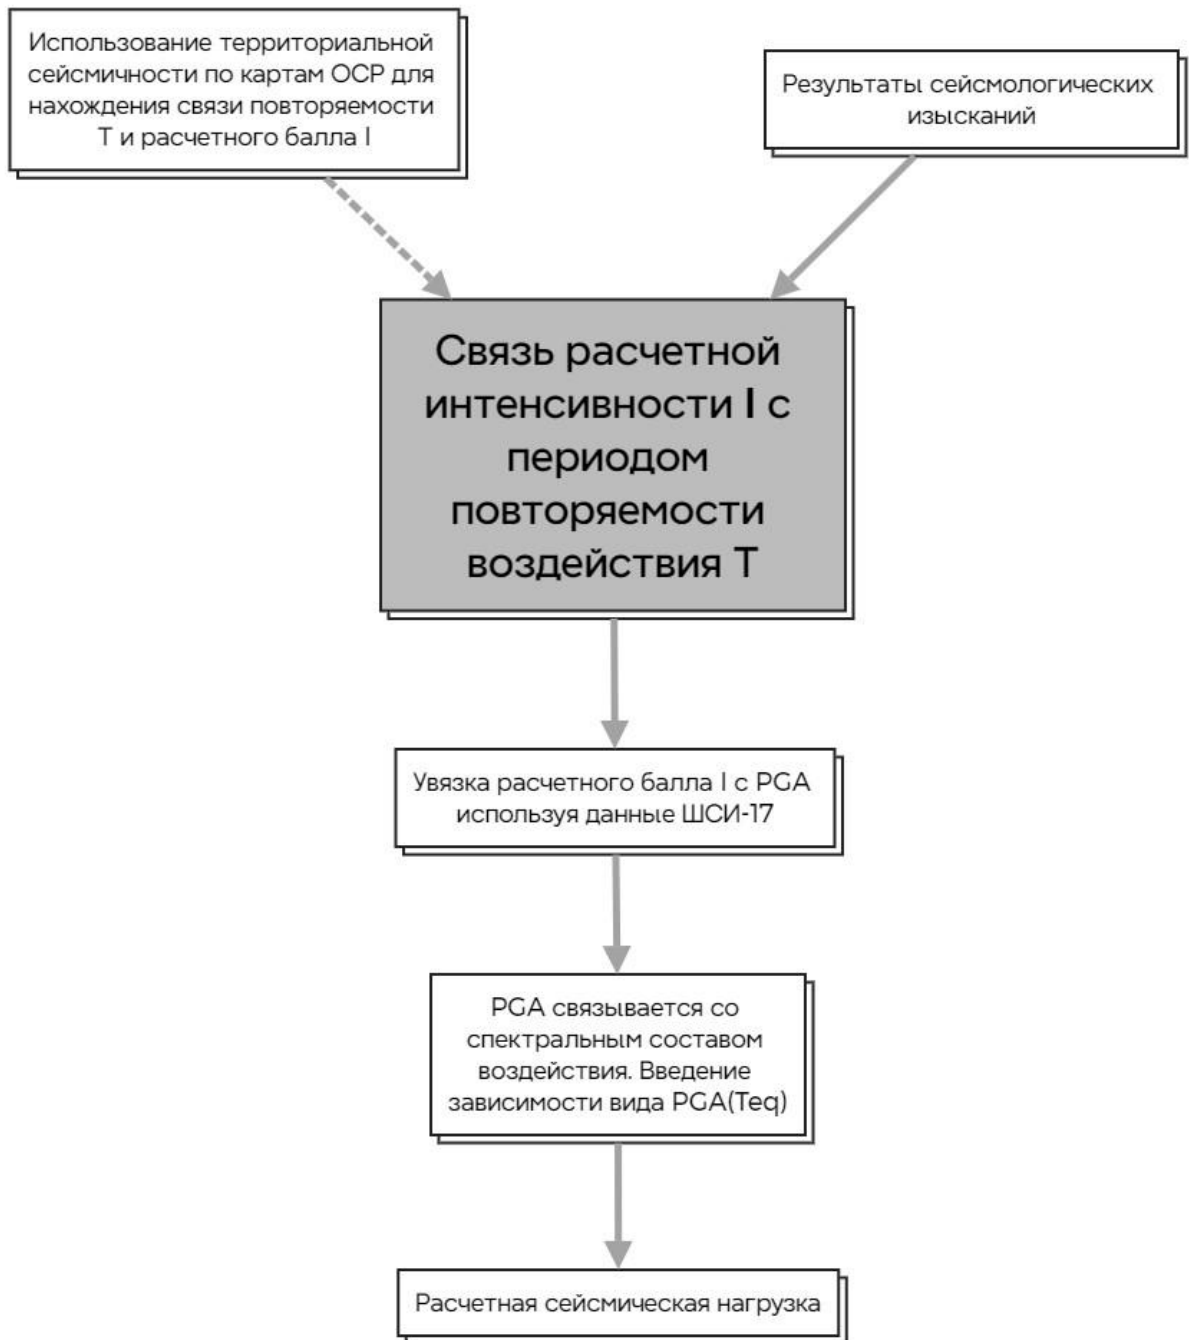 Использование территориальной
сейсмичности по картам ОСР для
нахождения связи повторяемости
Т и расчетного балла I
Результаты сейсмологических
изысканий
Связь расчетной
интенсивности I с
периодом
повторяемости
воздействия Т
Увязка расчетного балла I с PGA
используя данные ШСИ-17
PGA связывается со
спектральным составом
воздействия. Введение
зависимости вида PGA(Teq)
Расчетная сейсмическая нагрузка